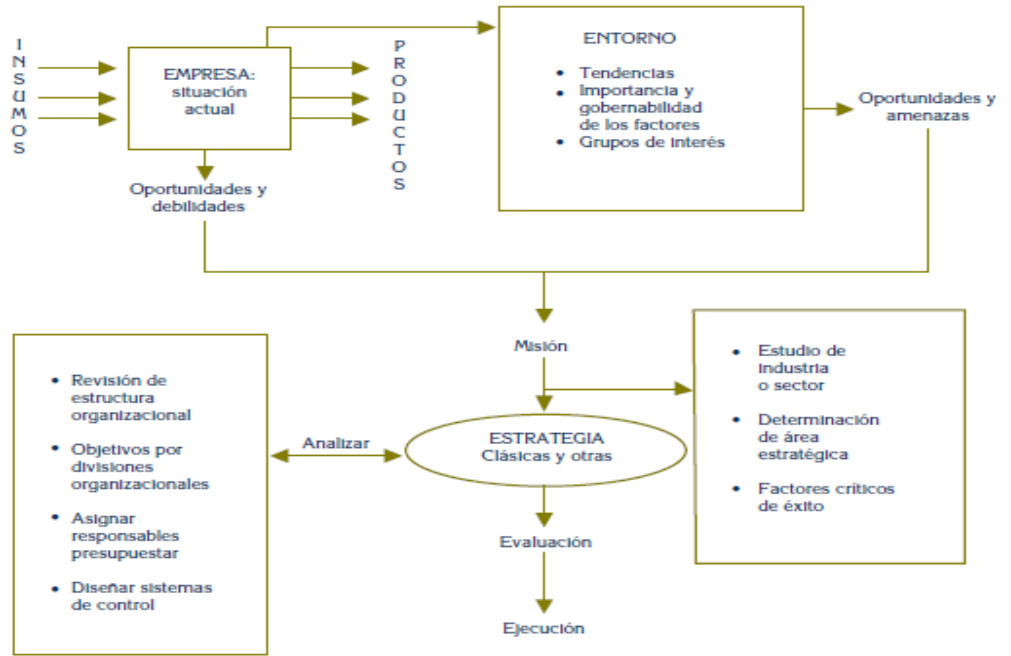 INSUMOS
EMPRESA:
situación
actual
PRODUCTOS
Oportunidades y
debilidades
ENTORNO
• Tendencias
• Importancia y
gobernabilidad
de los factores
• Grupos de interés
Oportunidades y
amenazas
Misión
• Estudio de
industria
o sector
• Determinación
de área
estratégica
• Factores críticos
de éxito
ESTRATEGIA
Clásicas y otras
Analizar
• Revisión de
estructura
organizacional
• Objetivos por
divisiones
organizacionales
• Asignar
responsables
presupuestar
• Diseñar sistemas
de control
Evaluación
Ejecución